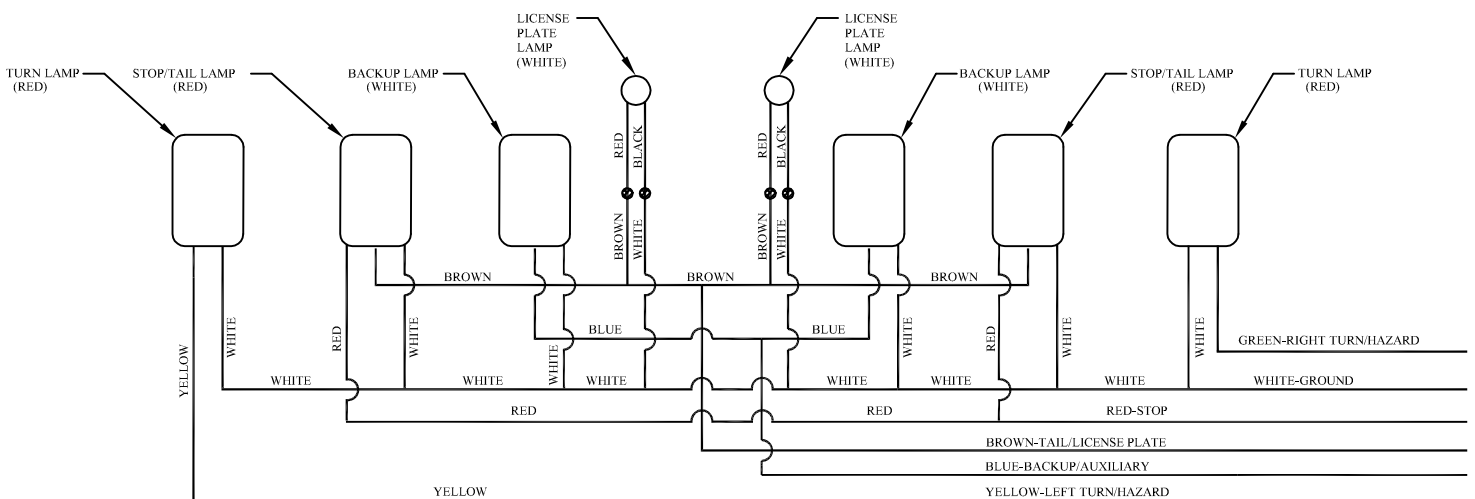 LICENSE
PLATE
LAMP
(WHITE)
LICENSE
PLATE
LAMP
(WHITE)
TURN LAMP
(RED)
STOP/TAIL LAMP
(RED)
BACKUP LAMP
(WHITE)
BACKUP LAMP
(WHITE)
STOP/TAIL LAMP
(RED)
TURN LAMP
(RED)
RED
BLACK
RED
BLACK
BROWN
WHITE
BROWN
WHITE
BROWN
BROWN
BROWN
BLUE
BLUE
YELLOW
WHITE
RED
WHITE
WHITE
WHITE
RED
WHITE
WHITE
GREEN-RIGHT TURN/HAZARD
WHITE
WHITE
WHITE
WHITE
WHITE
WHITE
WHITE-GROUND
RED
RED
RED-STOP
BROWN-TAIL/LICENSE PLATE
BLUE-BACKUP/AUXILIARY
YELLOW
YELLOW-LEFT TURN/HAZARD